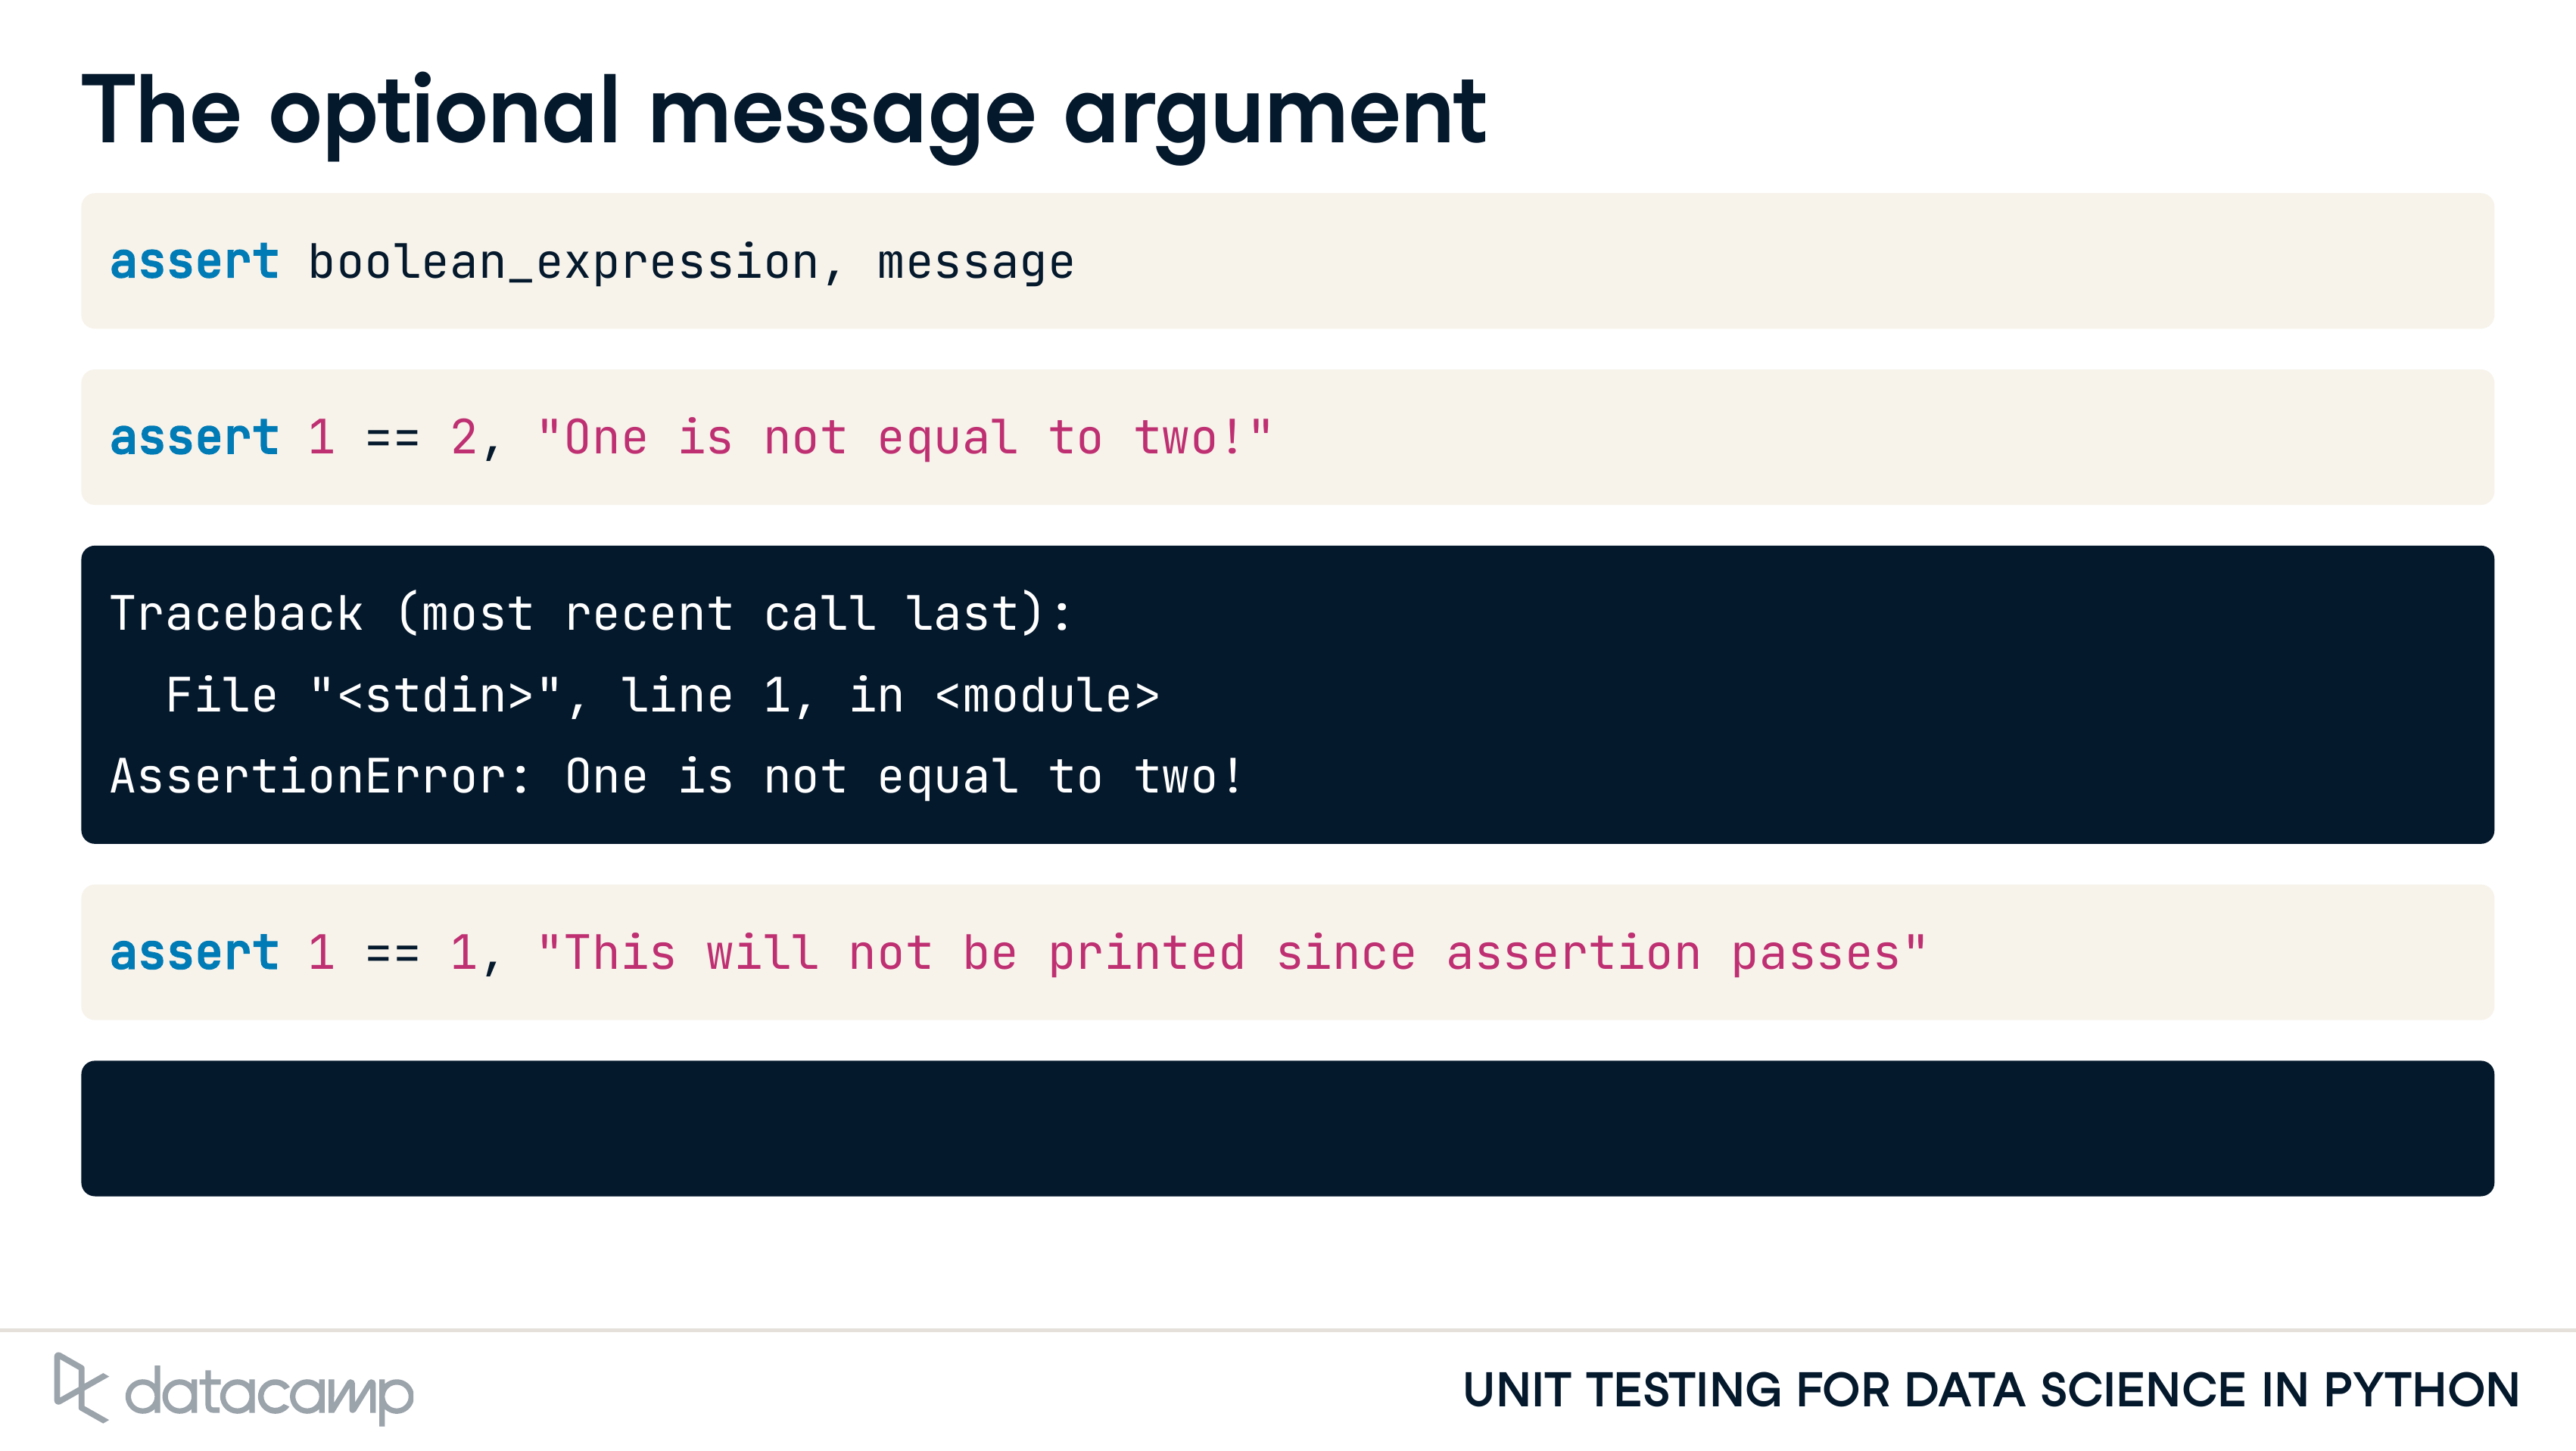 The optional message argument
assert boolean_expression, message
assert 1 == 2, "One is not equal to two!"
Traceback (most recent call last):
  File "<stdin>", line 1, in <module>
AssertionError: One is not equal to two!
assert 1 == 1, "This will not be printed since assertion passes"
datacamp
UNIT TESTING FOR DATA SCIENCE IN PYTHON